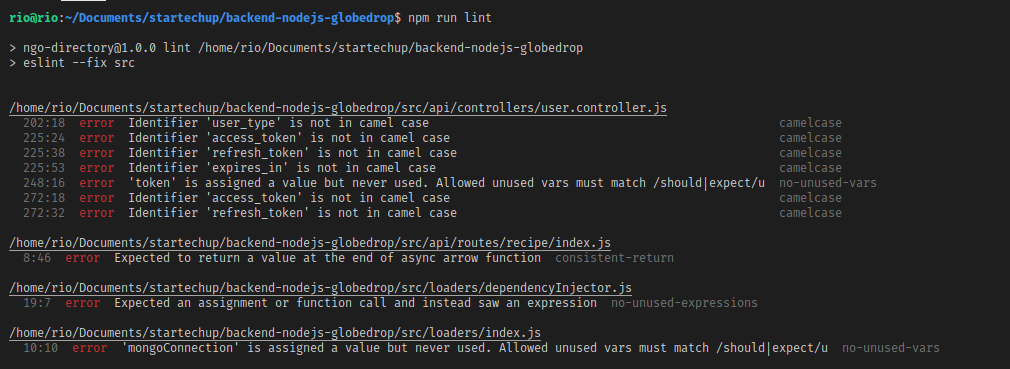 rio@rio:~/Documents/startechup/backend-nodejs-globedrop$ npm run lint
> ngo-directory@1.0.0 lint /home/rio/Documents/startechup/backend-nodejs-globedrop
> eslint --fix src
/home/rio/Documents/startechup/backend-nodejs-globedrop/src/api/controllers/user.controller.js
202:18  error  Identifier 'user_type' is not in camel case  camelcase
225:24  error  Identifier 'access_token' is not in camel case  camelcase
225:38  error  Identifier 'refresh_token' is not in camel case  camelcase
225:53  error  Identifier 'expires_in' is not in camel case  camelcase
248:16  error  'token' is assigned a value but never used. Allowed unused vars must match /should|expect/u  no-unused-vars
272:18  error  Identifier 'access_token' is not in camel case  camelcase
272:32  error  Identifier 'refresh_token' is not in camel case  camelcase
/home/rio/Documents/startechup/backend-nodejs-globedrop/src/api/routes/recipe/index.js
8:46  error  Expected to return a value at the end of async arrow function  consistent-return
/home/rio/Documents/startechup/backend-nodejs-globedrop/src/loaders/dependencyInjector.js
19:7  error  Expected an assignment or function call and instead saw an expression  no-unused-expressions
/home/rio/Documents/startechup/backend-nodejs-globedrop/src/loaders/index.js
10:10  error  'mongoConnection' is assigned a value but never used. Allowed unused vars must match /should|expect/u  no-unused-vars